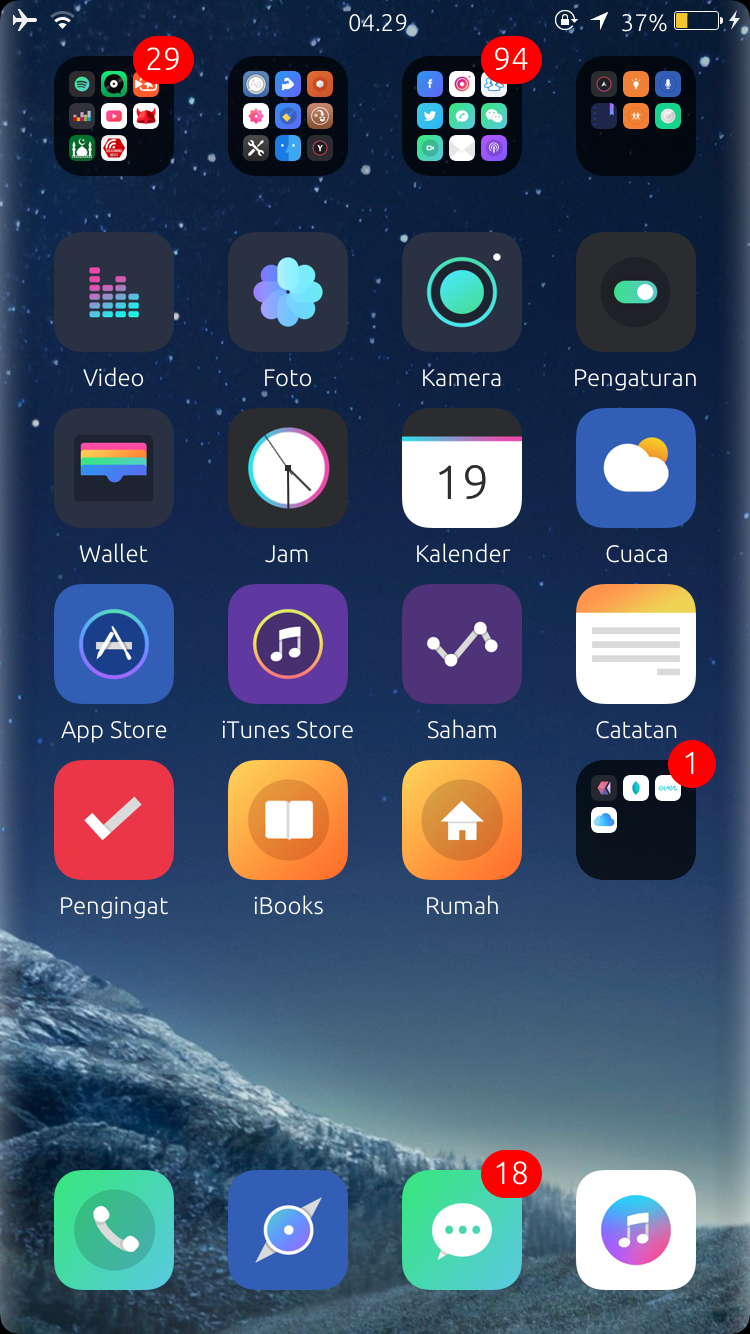 04.29
37%
29
94
Video
Foto
Kamera
Pengaturan
19
Wallet
Jam
Kalender
Cuaca
App Store
iTunes Store
Saham
Catatan
1
ever
Pengingat
iBooks
Rumah
18